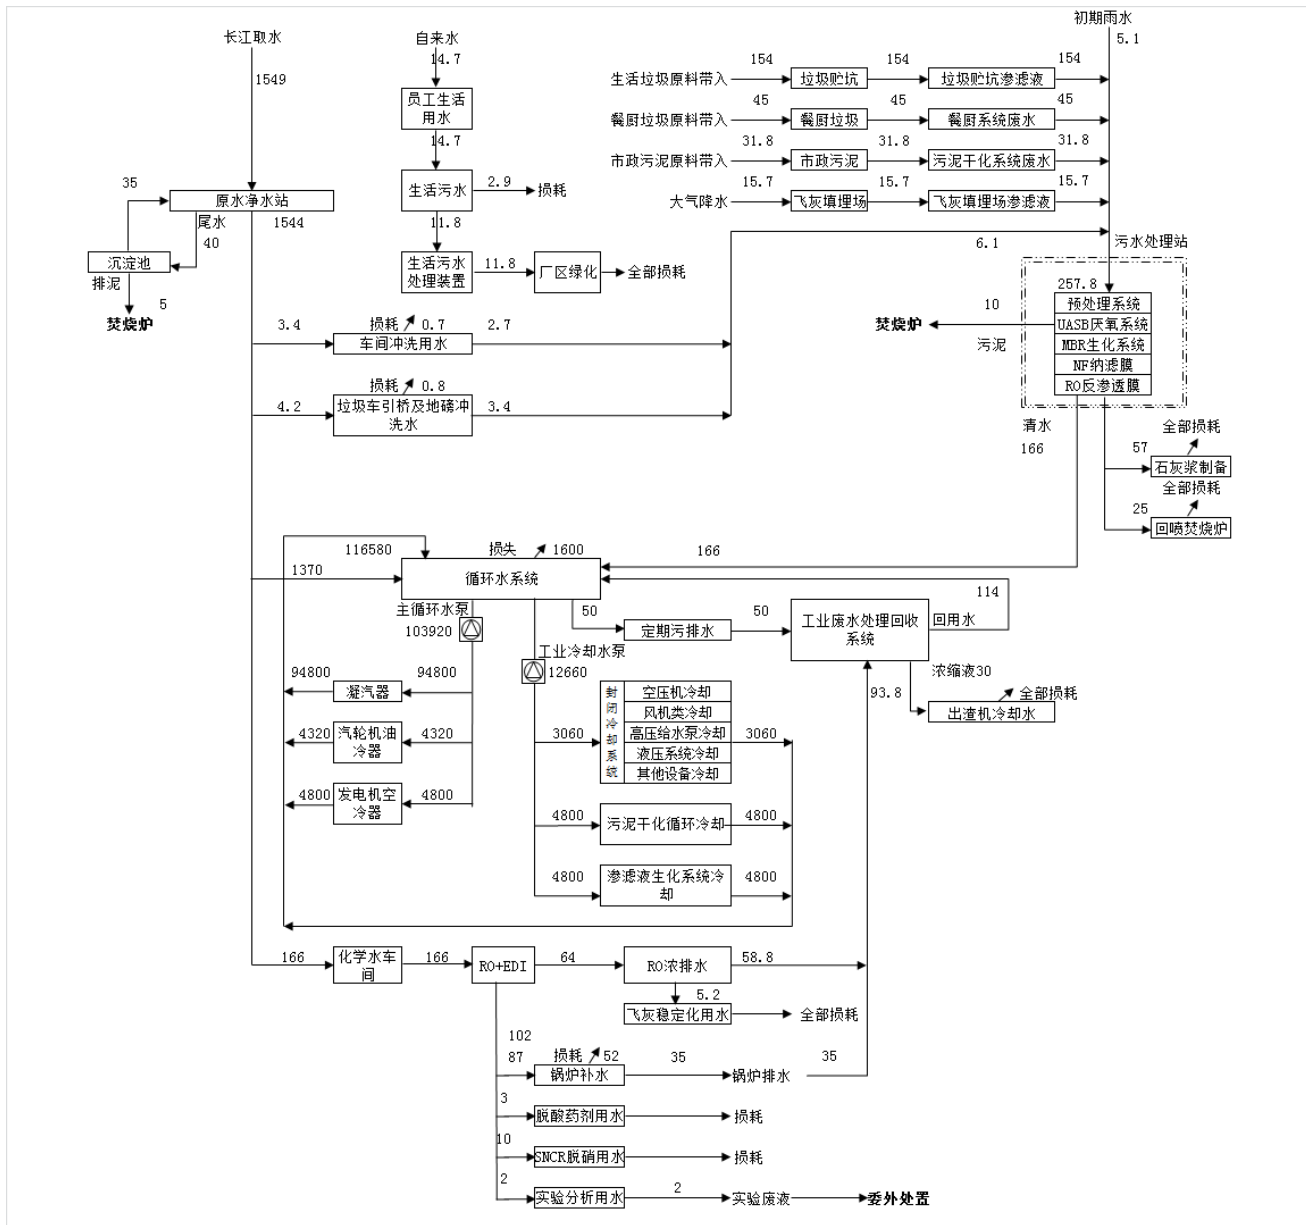 初期雨水
5.1
长江取水
1549
自来水
14.7
员工生活
用水
14.7
生活污水
2.9
损耗
11.8
生活污水
处理装置
11.8
厂区绿化
全部损耗
生活垃圾原料带入
154
垃圾贮坑
154
垃圾贮坑渗滤液
154
餐厨垃圾原料带入
45
餐厨垃圾
45
餐厨系统废水
45
市政污泥原料带入
31.8
市政污泥
31.8
污泥干化系统废水
31.8
大气降水
15.7
飞灰填埋场
15.7
飞灰填埋场渗滤液
15.7
35
原水净水站
尾水
1544
40
沉淀池
排泥
5
焚烧炉
6.1
污水处理站
257.8
预处理系统
UASB厌氧系统
MBR生化系统
NF纳滤膜
RO反渗透膜
10
焚烧炉
污泥
清水
166
全部损耗
57
石灰浆制备
全部损耗
25
回喷焚烧炉
3.4
损耗
0.7
车间冲洗用水
2.7
4.2
损耗
0.8
垃圾车引桥及地磅冲
洗水
3.4
116580
损失
1600
166
1370
循环水系统
114
主循环水泵
103920
50
定期污排水
50
工业废水处理回收
系统
回用水
工业冷却水泵
12660
浓缩液30
93.8
全部损耗
出渣机冷却水
94800
凝汽器
94800
4320
汽轮机油
冷器
4320
4800
发电机空
冷器
4800
3060
封闭冷却系统
空压机冷却
风机类冷却
高压给水泵冷却
液压系统冷却
其他设备冷却
3060
4800
污泥干化循环冷却
4800
4800
渗滤液生化系统冷
却
4800
166
化学水车
间
166
RO+EDI
64
RO浓排水
58.8
5.2
飞灰稳定化用水
全部损耗
102
87
损耗
52
锅炉补水
35
锅炉排水
35
3
脱酸药剂用水
损耗
10
SNCR脱硝用水
损耗
2
实验分析用水
2
实验废液
委外处置